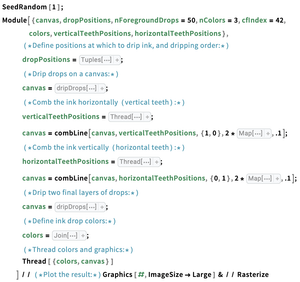 SeedRandom[1];
Module[{canvas, dropPositions, nForegroundDrops = 50, nColors = 3, cfIndex = 42,
colors, verticalTeethPositions, horizontalTeethPositions},
(*Define positions at which to drip ink, and dripping order:*)
dropPositions = Tuples[...] + ;
(*Drip drops on a canvas:*)
canvas = dripDrops[...] + ;
(*Comb the ink horizontally (vertical teeth):*)
verticalTeethPositions = Thread[...] + ;
canvas = combLine[canvas, verticalTeethPositions, {1, 0}, 2 * Map[...] + , .1];
(*Comb the ink vertically (horizontal teeth):*)
horizontalTeethPositions = Thread[...] + ;
canvas = combLine[canvas, horizontalTeethPositions, {0, 1}, 2 * Map[...] + , .1];
(*Drip two final layers of drops:*)
canvas = dripDrops[...] + ;
(*Define ink drop colors:*)
colors = Join[...] + ;
(*Thread colors and graphics:*)
Thread[{colors, canvas}]
] // (*Plot the result:*) Graphics[#, ImageSize → Large] & // Rasterize